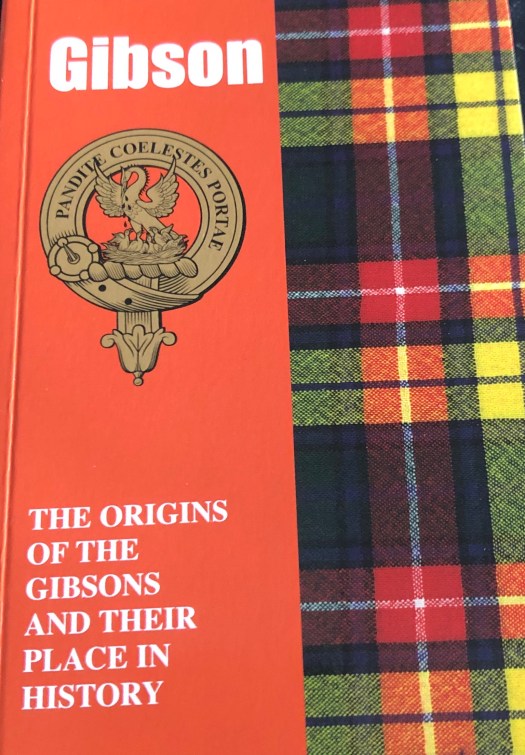 Gibson
PANDITE COELESTES PORTAE
THE ORIGINS
OF THE
GIBSONS
AND THEIR
PLACE IN
HISTORY